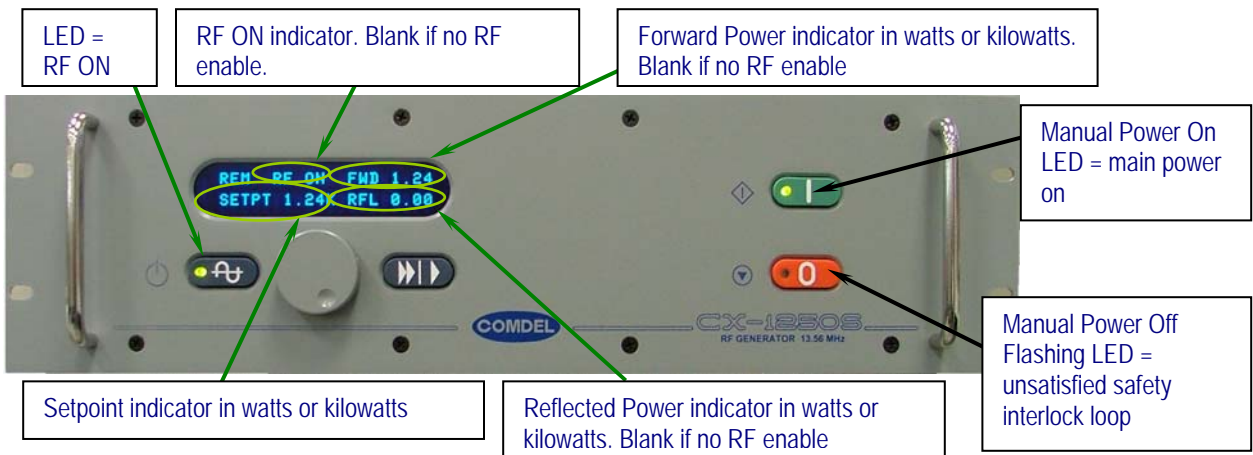 LED =
RF ON
RF ON indicator. Blank if no RF
enable.
Forward Power indicator in watts or kilowatts.
Blank if no RF enable
Manual Power On
LED = main power
on
REM RF ON FWD 1.24
SETPT 1.24K RFL 0.00
COMDEL
CX-1250S
RF GENERATOR 13.56 MHz
Manual Power Off
Flashing LED =
unsatisfied safety
interlock loop
Setpoint indicator in watts or kilowatts
Reflected Power indicator in watts or
kilowatts. Blank if no RF enable